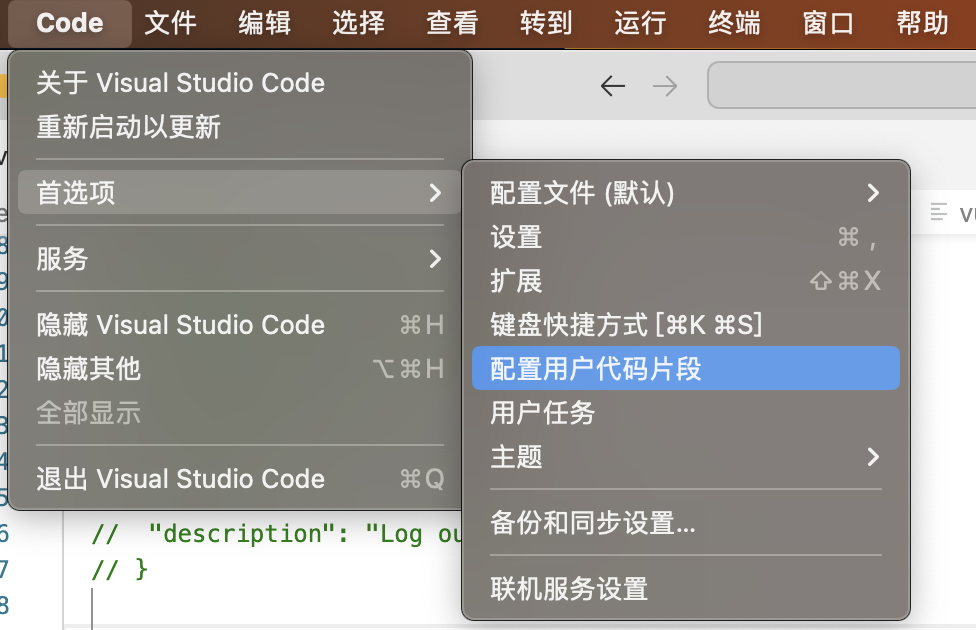 Code 文件 编辑 选择 查看 转到 运行 终端 窗口 帮助
关于 Visual Studio Code
重新启动以更新
首选项
服务
隐藏 Visual Studio Code ⌘H
隐藏其他 ⌥⌘H
全部显示
退出 Visual Studio Code ⌘Q
配置文件 (默认)
设置 ⌘ ,
扩展 ⇧⌘X
键盘快捷方式 [⌘K ⌘S]
配置用户代码片段
用户任务
主题
备份和同步设置...
联机服务设置
// "description": "Log ou
// }